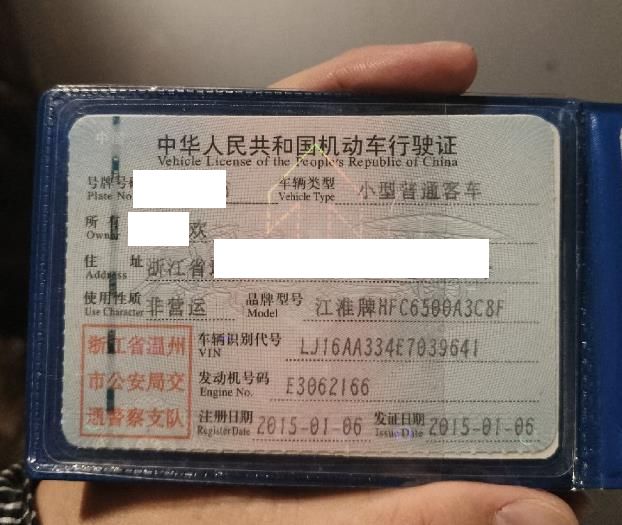 中华人民共和国机动车行驶证
Vehicle License of the People's Republic of China
号牌号 车辆类型 小型普通客车
Plate No. Vehicle Type
所有 欢
Owner
住址 浙江省
Address
使用性质 非营运 品牌型号 江淮牌HFC6500A3C8F
Use Character Model
浙江省温州 车辆识别代号 LJ16AA334E7039641
VIN
市公安局交 发动机号码 E3062166
Engine No.
通警察支队 注册日期 2015-01-06 发证日期 2015-01-06
Register Date Issue Date